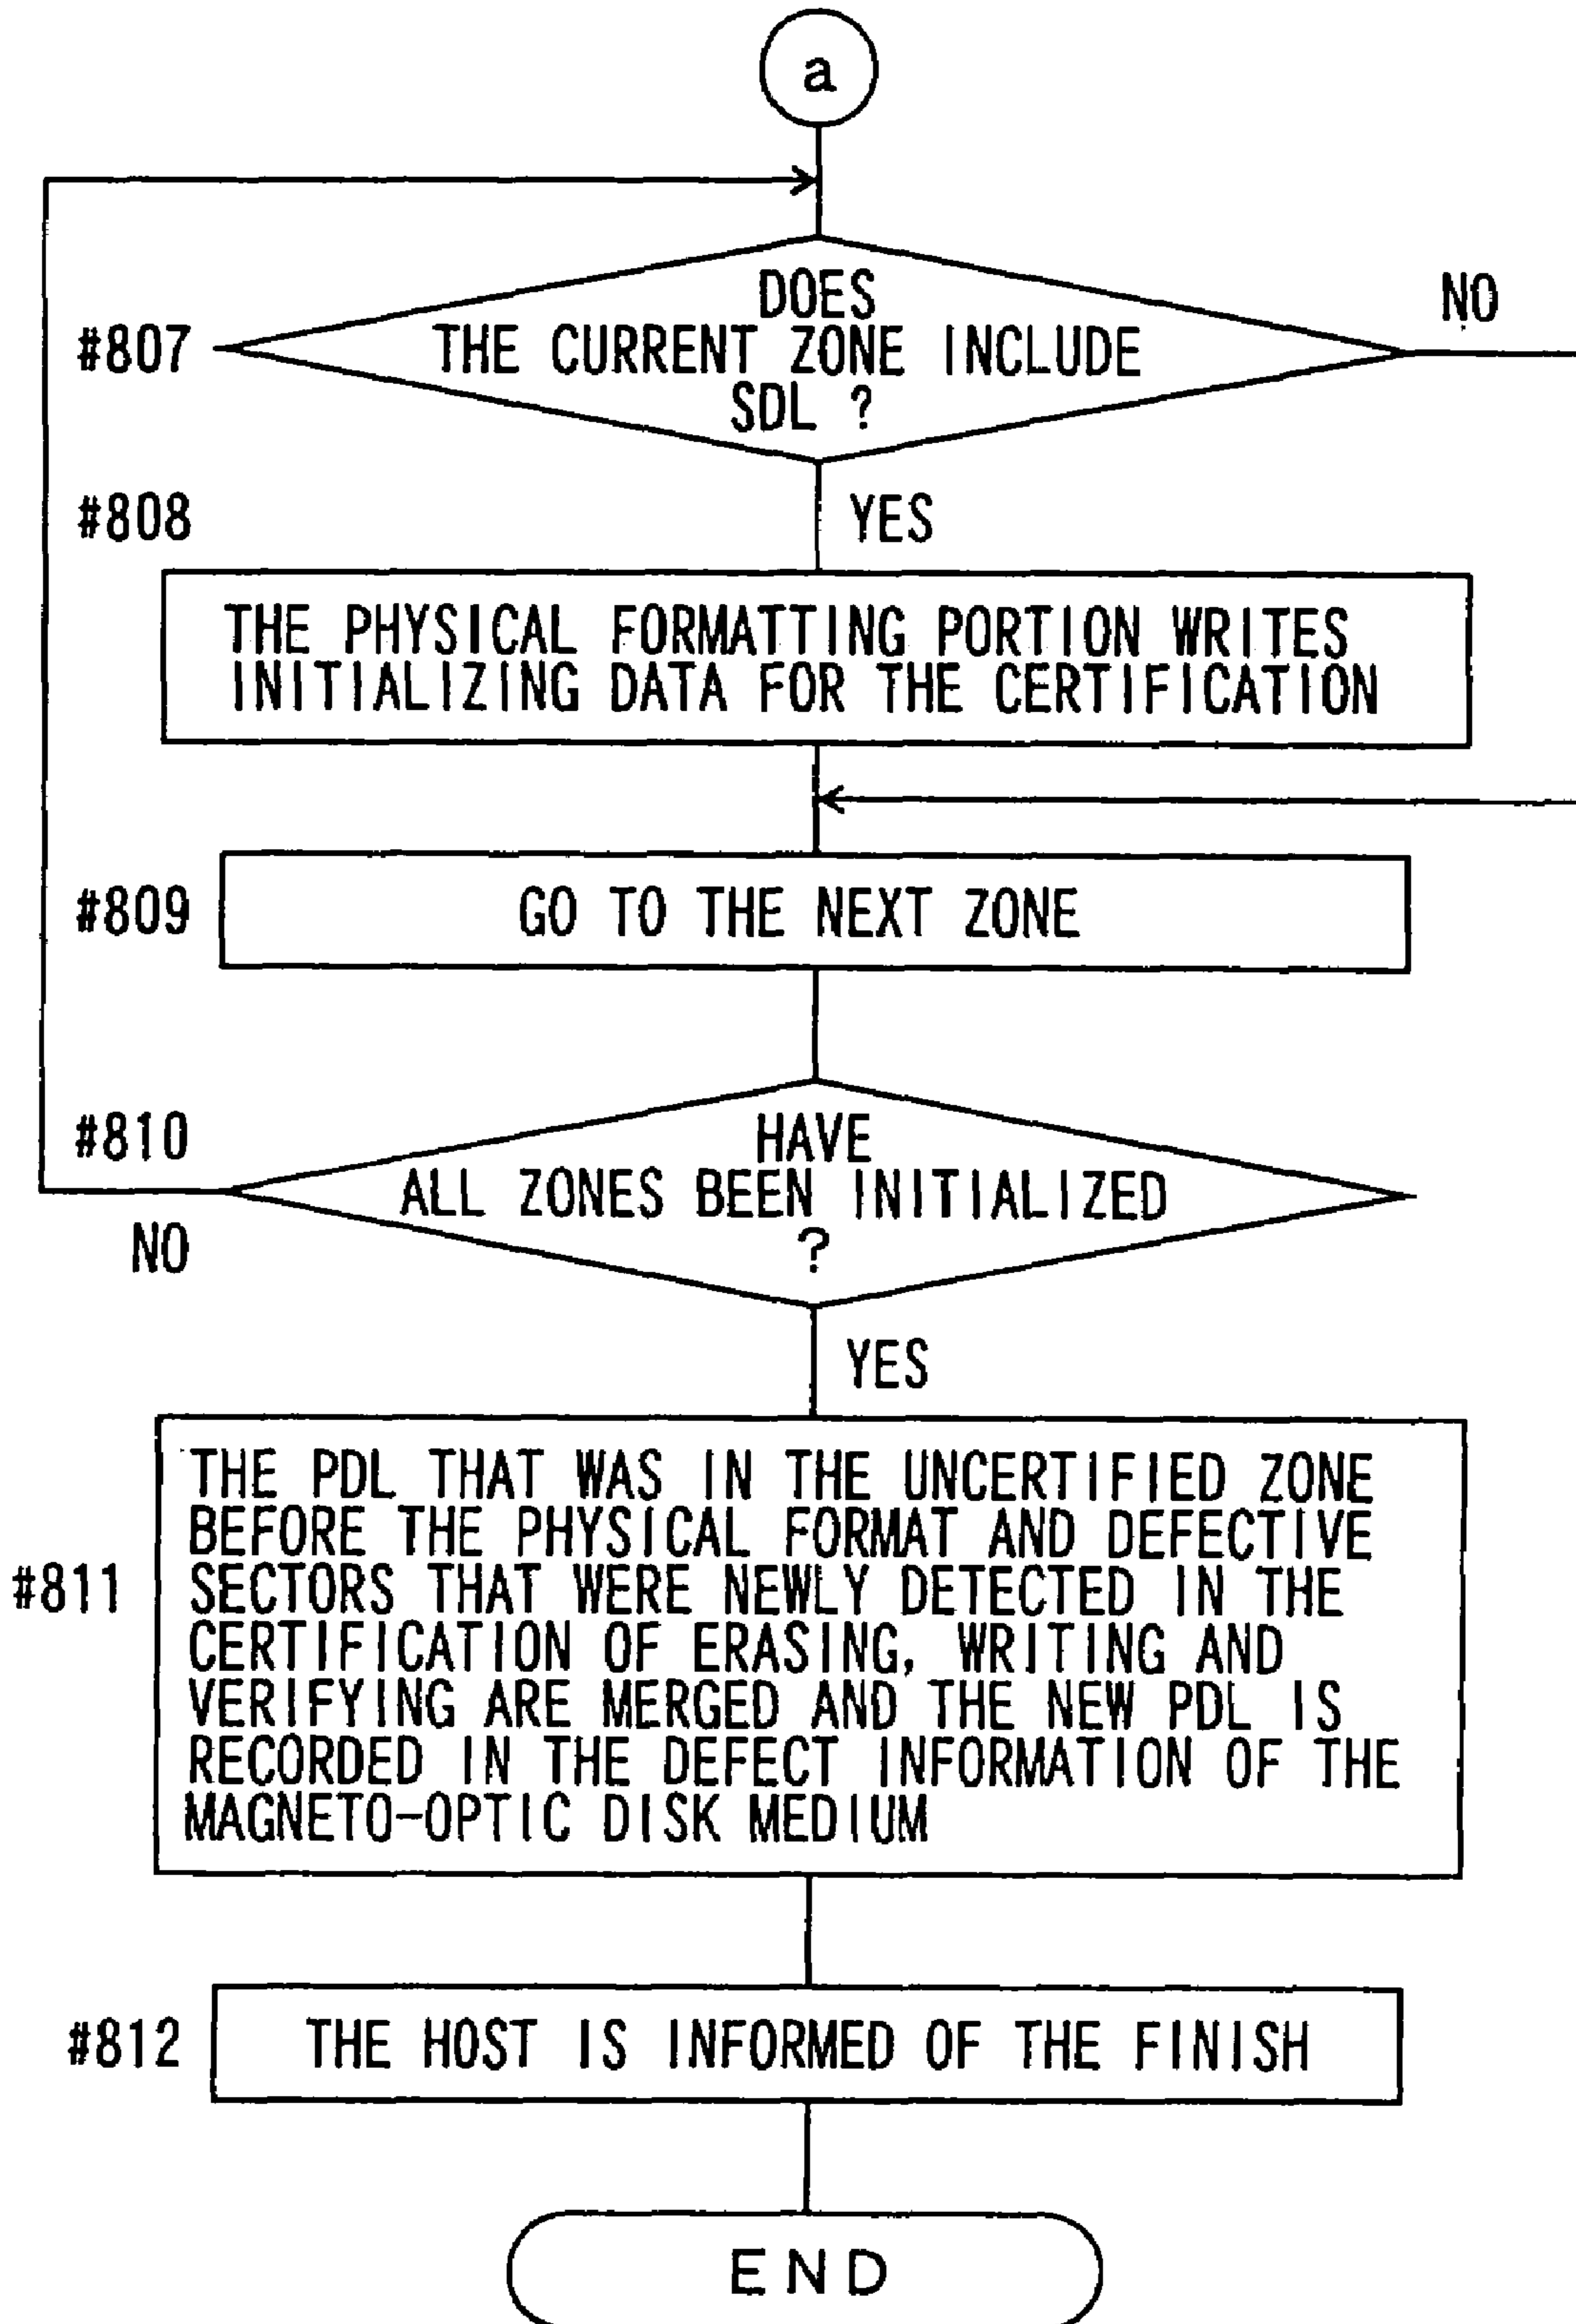 a
DOES
NO
#807
THE CURRENT ZONE INCLUDE
SDL ?
#808
YES
THE PHYSICAL FORMATTING PORTION WRITES
INITIALIZING DATA FOR THE CERTIFICATION
#809
GO TO THE NEXT ZONE
#810
HAVE
ALL ZONES BEEN INITIALIZED
?
NO
YES
#811
THE PDL THAT WAS IN THE UNCERTIFIED ZONE
BEFORE THE PHYSICAL FORMAT AND DEFECTIVE
SECTORS THAT WERE NEWLY DETECTED IN THE
CERTIFICATION OF ERASING, WRITING AND
VERIFYING ARE MERGED AND THE NEW PDL IS
RECORDED IN THE DEFECT INFORMATION OF THE
MAGNETO-OPTIC DISK MEDIUM
#812
THE HOST IS INFORMED OF THE FINISH
END